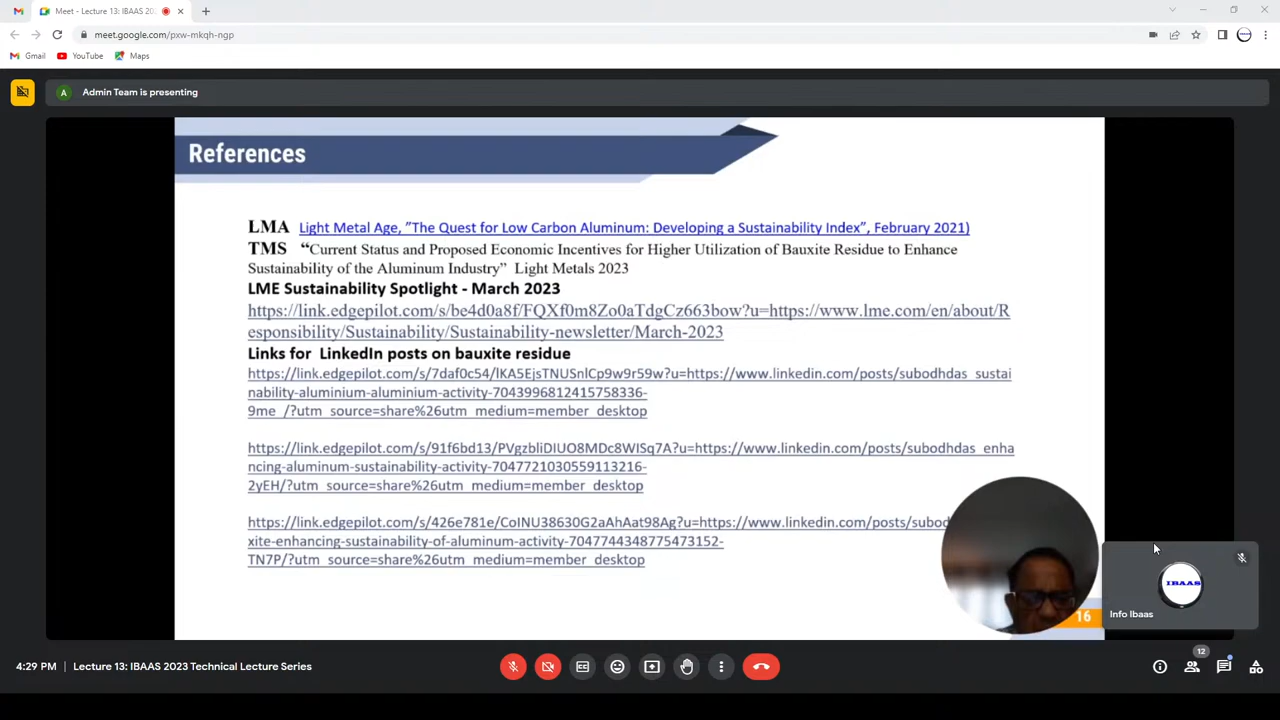 Meet - Lecture 13: IBAAS 202
meet.google.com/pxw-mkqh-ngp
Gmail YouTube Maps
A Admin Team is presenting
References
LMA Light Metal Age, ”The Quest for Low Carbon Aluminum: Developing a Sustainability Index”, February 2021)
TMS “Current Status and Proposed Economic Incentives for Higher Utilization of Bauxite Residue to Enhance
Sustainability of the Aluminum Industry” Light Metals 2023
LME Sustainability Spotlight - March 2023
https://link.edgepilot.com/s/be4d0a8f/FQXf0m8Zo0aTdgCz663bow?u=https://www.lme.com/en/about/R
esponsibility/Sustainability/Sustainability-newsletter/March-2023
Links for LinkedIn posts on bauxite residue
https://link.edgepilot.com/s/7daf0c54/lKA5EjsTNUSnlCp9w9r59w?u=https://www.linkedin.com/posts/subodhdas_sustai
nability-aluminium-aluminium-activity-7043996812415758336-
9me_/?utm_source=share%26utm_medium=member_desktop
https://link.edgepilot.com/s/91f6bd13/PVgzbliDIUO8MDc8WISq7A?u=https://www.linkedin.com/posts/subodhdas_enha
ncing-aluminum-sustainability-activity-7047721030559113216-
2yEH/?utm_source=share%26utm_medium=member_desktop
https://link.edgepilot.com/s/426e781e/CoINU38630G2aAhAat98Ag?u=https://www.linkedin.com/posts/subod
xite-enhancing-sustainability-of-aluminum-activity-7047744348775473152-
TN7P/?utm_source=share%26utm_medium=member_desktop
IBAAS
Info Ibaas
16
4:29 PM | Lecture 13: IBAAS 2023 Technical Lecture Series
12